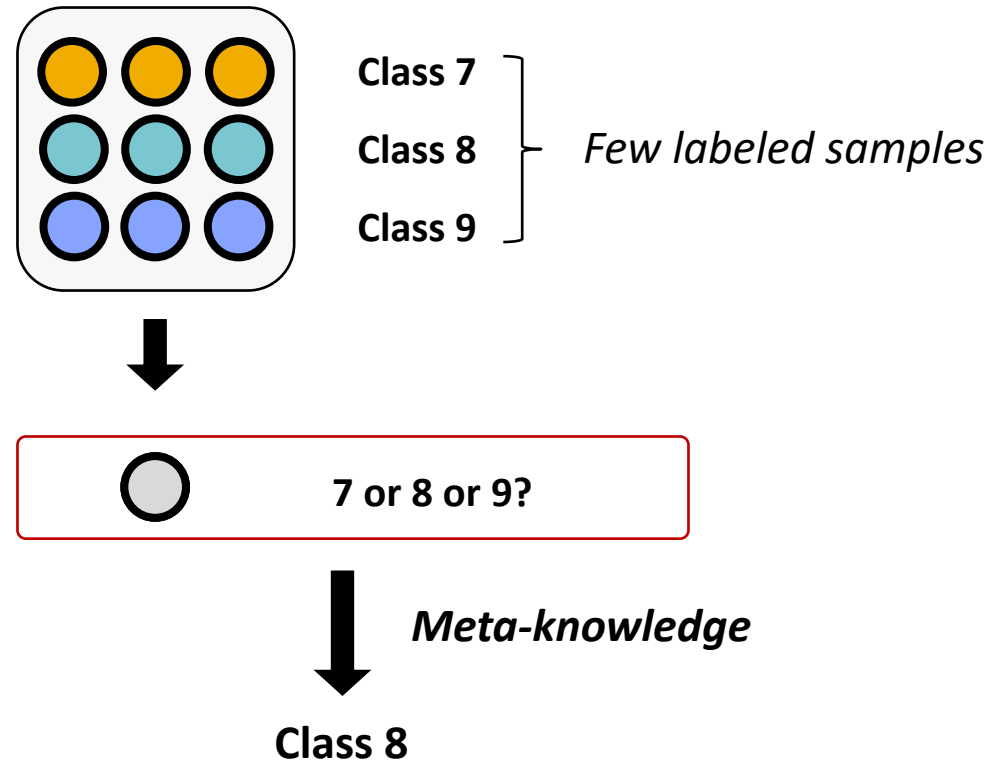 Class 7
Class 8
Few labeled samples
Class 9
7 or 8 or 9?
Meta-knowledge
Class 8